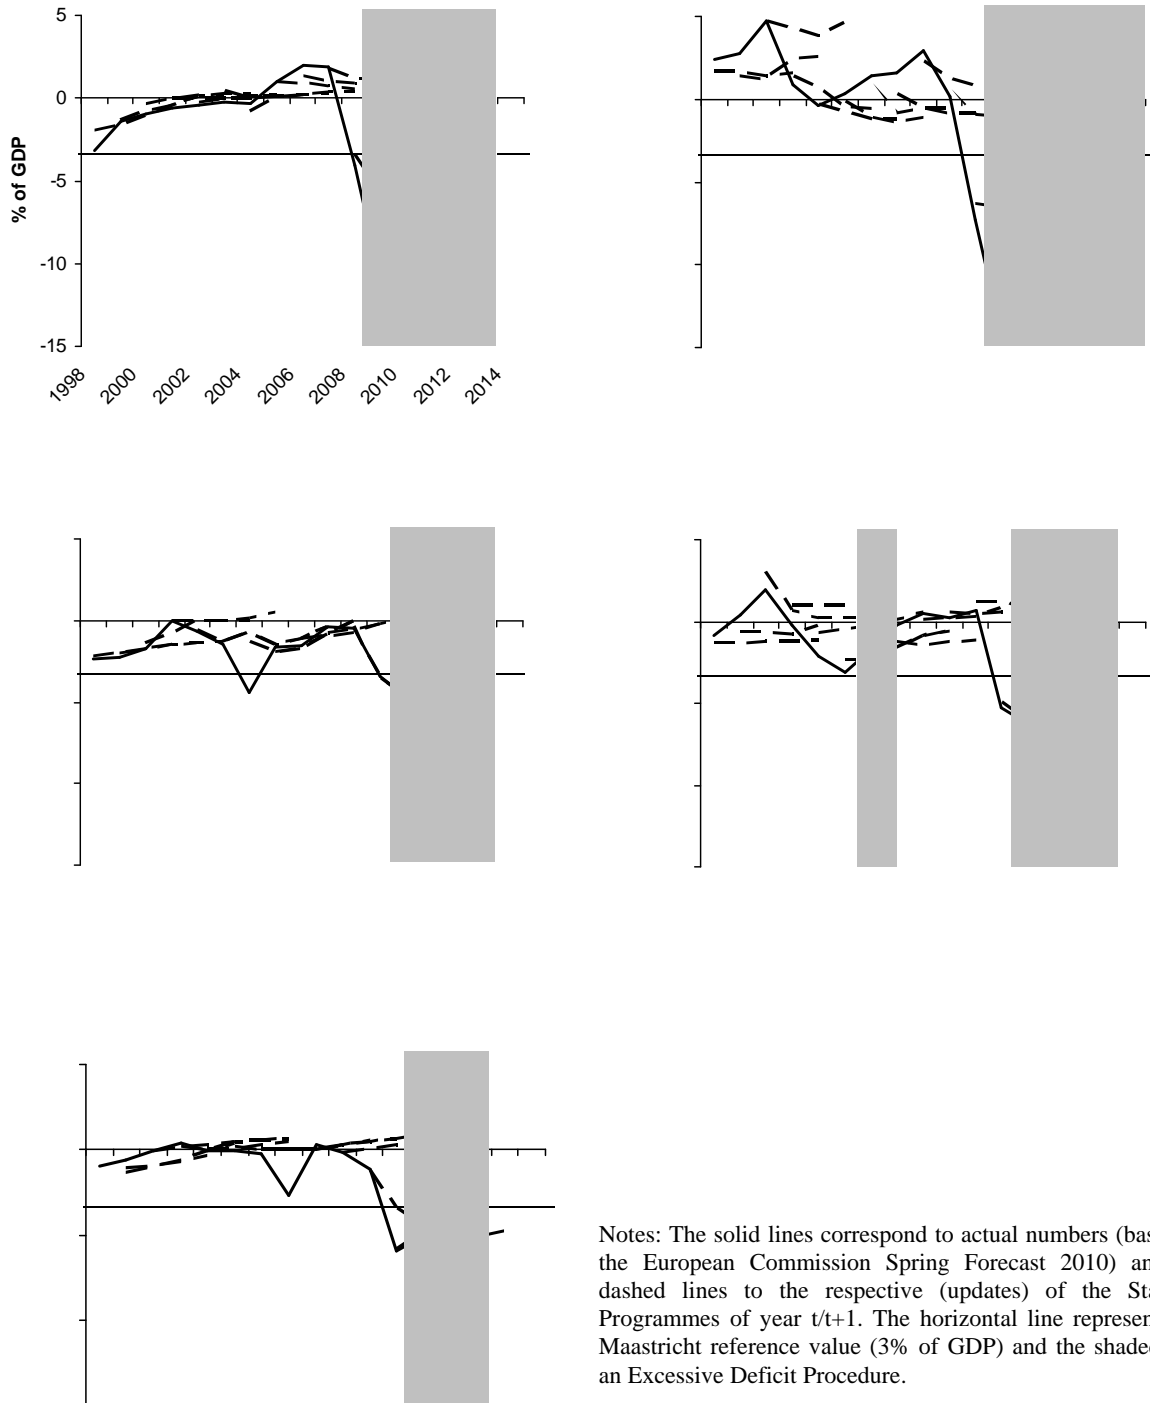 5
0
-5
-10
-15
% of GDP
1998
2000
2002
2004
2006
2008
2010
2012
2014
Notes: The solid lines correspond to actual numbers (bas
the European Commission Spring Forecast 2010) an
dashed lines to the respective (updates) of the Sta
Programmes of year t/t+1. The horizontal line represen
Maastricht reference value (3% of GDP) and the shade
an Excessive Deficit Procedure.